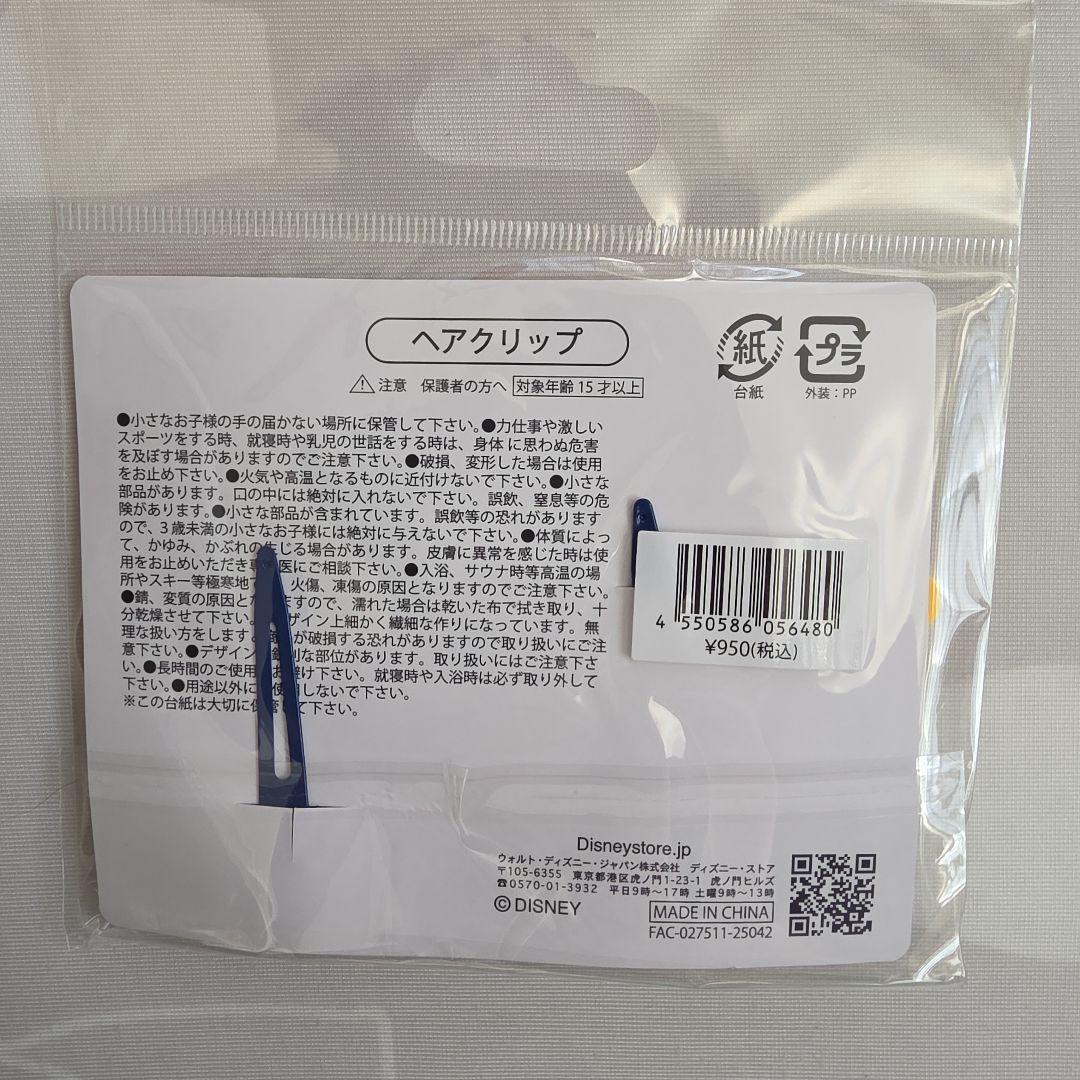 ヘアクリップ
紙
台紙
プラ
外装：PP
⚠注意 保護者の方へ 対象年齢15才以上
●小さなお子様の手の届かない場所に保管して下さい。●力仕事や激しい
スポーツをする時、就寝時や乳児の世話をする時は、身体に思わぬ危害
を及ぼす場合がありますのでご注意下さい。●破損、変形した場合は使用
をお止め下さい。●火気や高温となるものに近付けないで下さい。●小さな
部品があります。口の中には絶対に入れないで下さい。誤飲、窒息等の危
険があります。●小さな部品が含まれています。誤飲等の恐れがあります
ので、3歳未満の小さなお子様には絶対に与えないで下さい。●体質によっ
て、かゆみ、かぶれの生じる場合があります。皮膚に異常を感じた時は使
用をお止めいただき専医にご相談下さい。●入浴、サウナ時等高温の場
所やスキー等極寒地で 火傷、凍傷の原因となりますのでご注意下さい。
●錆、変質の原因とな ますので、濡れた場合は乾いた布で拭き取り、十
分乾燥させて下さい。 ザイン上細かく繊細な作りになっています。無
理な扱い方をします が破損する恐れがありますので取り扱いにご注
意下さい。●デザイン 鋭利な部位があります。取り扱いにはご注意下さ
い。●長時間のご使用 お避け下さい。就寝時や入浴時は必ず取り外して
下さい。●用途以外に 使用しないで下さい。
※この台紙は大切に保管して下さい。
4 550586 056480
¥950(税込)
Disneystore.jp
ウォルト・ディズニー・ジャパン株式会社 ディズニー・ストア
〒105-6355 東京都港区虎ノ門1-23-1 虎ノ門ヒルズ
☎0570-01-3932 平日9時～17時 土曜9時～13時
©DISNEY
MADE IN CHINA
FAC-027511-25042